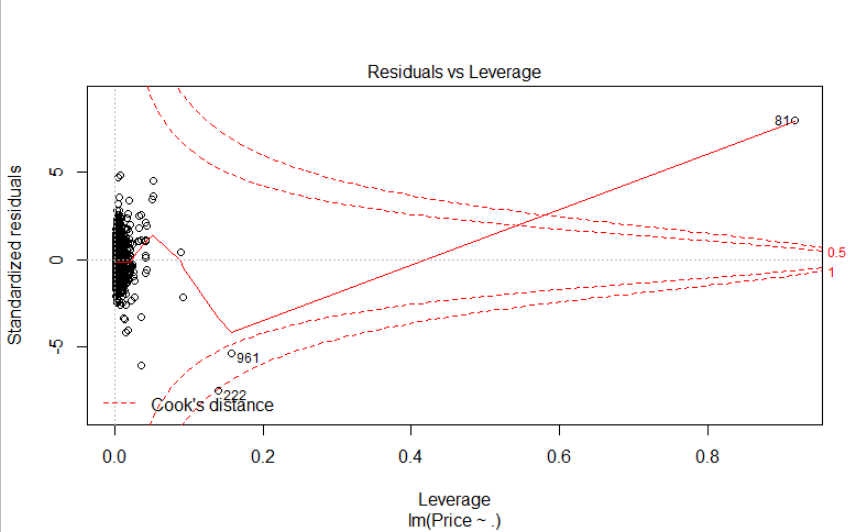 Residuals vs Leverage
Standardized residuals
5
0
-5
81
961
222
0.5
1
Cook's distance
0.0 0.2 0.4 0.6 0.8
Leverage
lm(Price ~ .)